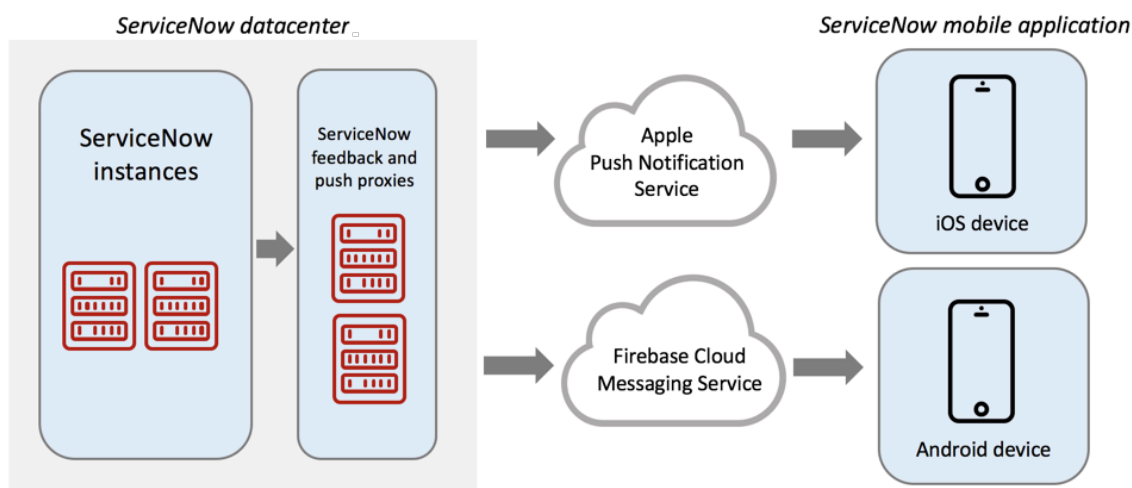 ServiceNow datacenter
ServiceNow mobile application
ServiceNow
instances
ServiceNow
feedback and
push proxies
Apple
Push Notification
Service
iOS device
Firebase Cloud
Messaging Service
Android device